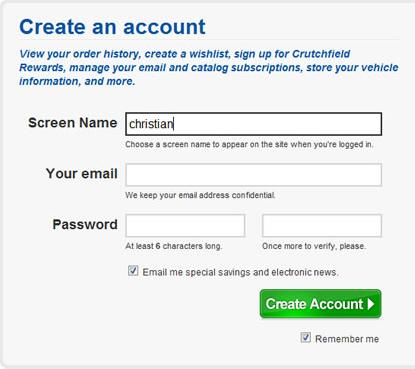 Create an account
View your order history, create a wishlist, sign up for Crutchfield
Rewards, manage your email and catalog subscriptions, store your vehicle
information, and more.
Screen Name christian
Choose a screen name to appear on the site when you're logged in.
Your email
We keep your email address confidential.
Password
At least 6 characters long. Once more to verify, please.
Email me special savings and electronic news.
Create Account
Remember me